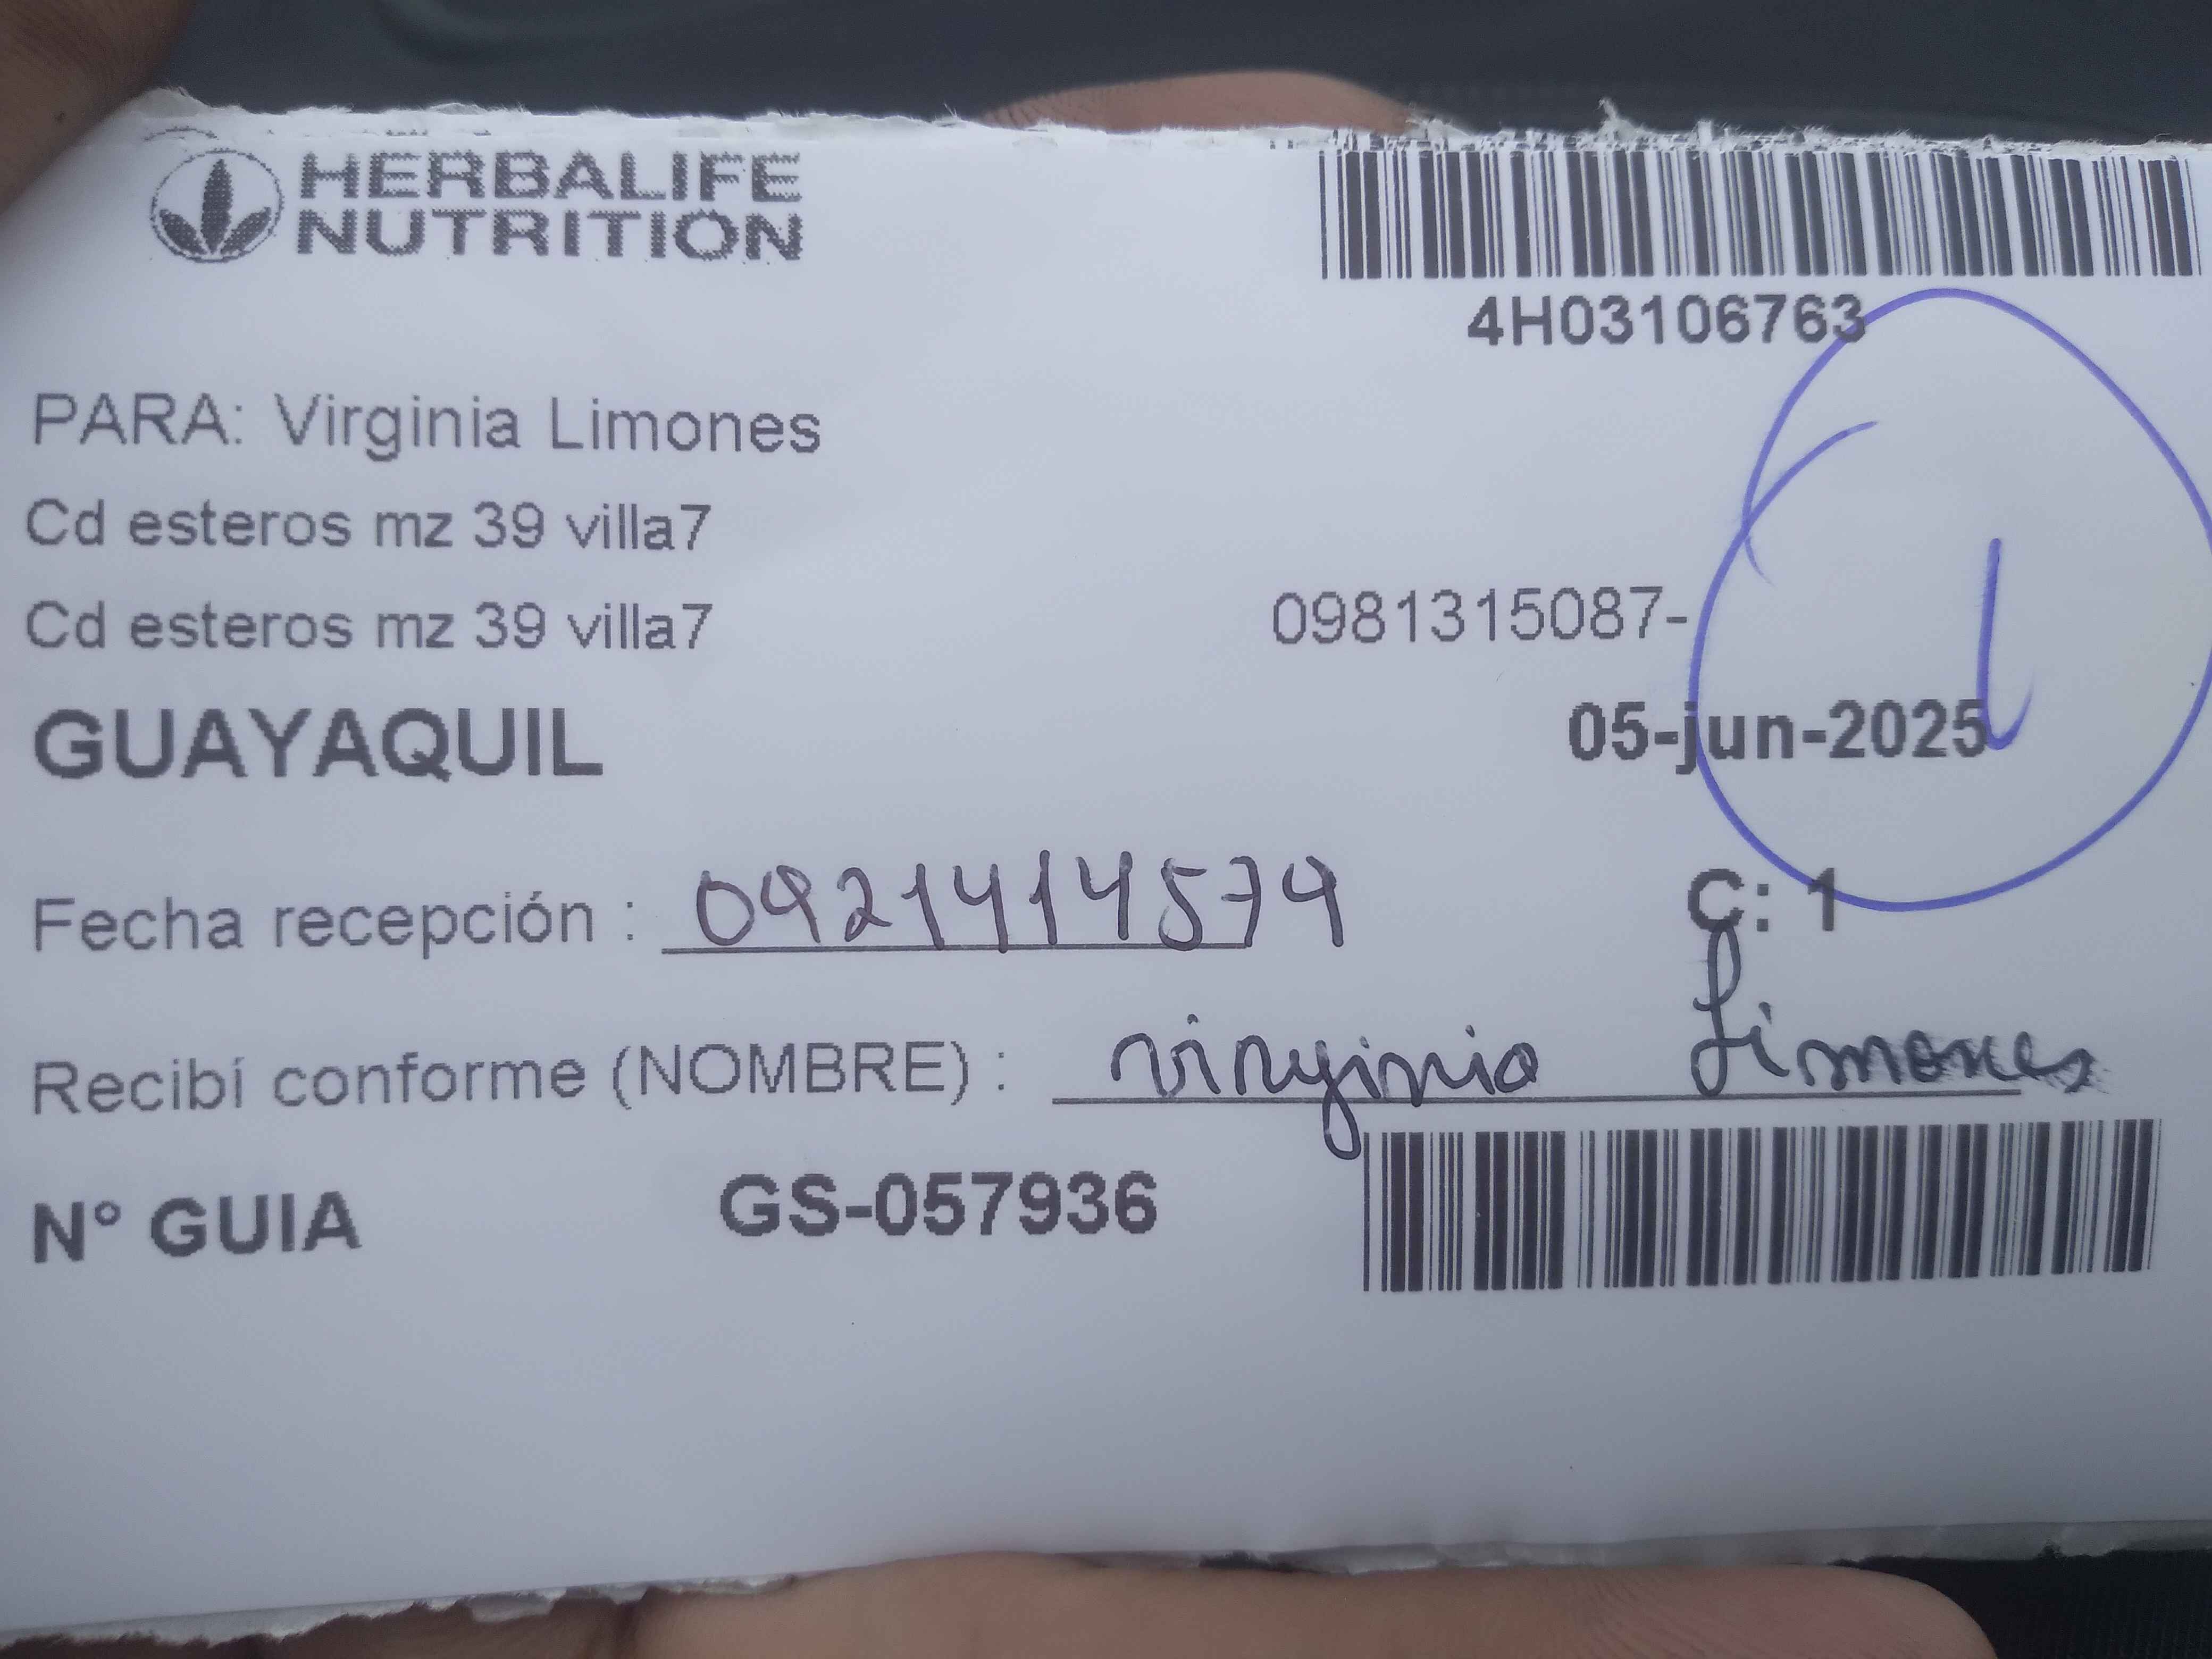 HERBALIFE
NUTRITION
4H03106763
PARA: Virginia Limones
Cd esteros mz 39 villa7
Cd esteros mz 39 villa7
0981315087-
GUAYAQUIL
05-jun-2025
Fecha recepción : 0921414574
C: 1
Recibí conforme (NOMBRE) : virginia Limones
N° GUIA GS-057936